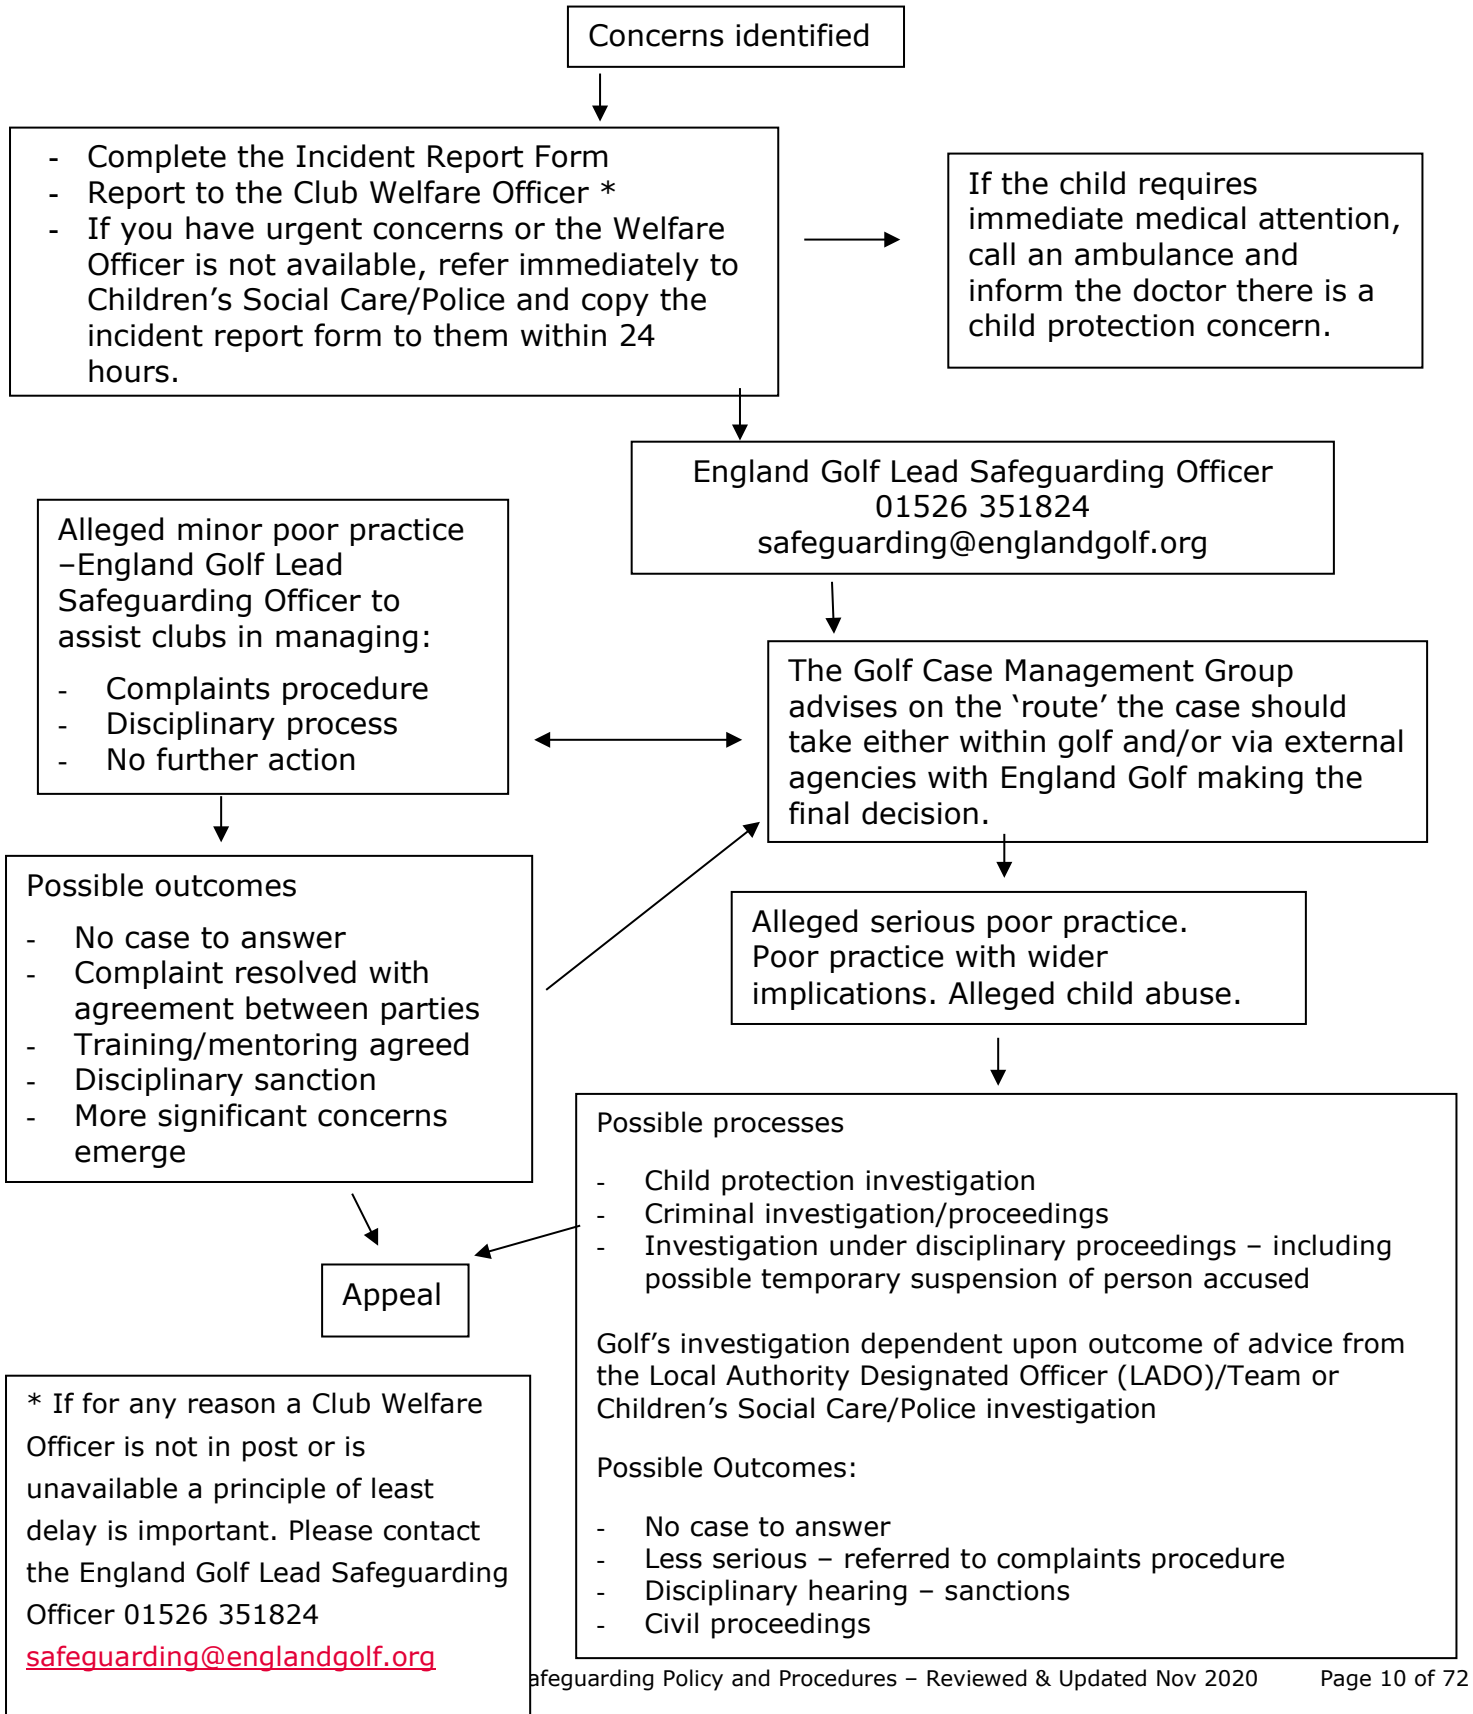 Concerns identified
- Complete the Incident Report Form
- Report to the Club Welfare Officer *
- If you have urgent concerns or the Welfare
Officer is not available, refer immediately to
Children’s Social Care/Police and copy the
incident report form to them within 24
hours.
If the child requires
immediate medical attention,
call an ambulance and
inform the doctor there is a
child protection concern.
England Golf Lead Safeguarding Officer
01526 351824
safeguarding@englandgolf.org
Alleged minor poor practice
–England Golf Lead
Safeguarding Officer to
assist clubs in managing:
- Complaints procedure
- Disciplinary process
- No further action
The Golf Case Management Group
advises on the ‘route’ the case should
take either within golf and/or via external
agencies with England Golf making the
final decision.
Possible outcomes
- No case to answer
- Complaint resolved with
agreement between parties
- Training/mentoring agreed
- Disciplinary sanction
- More significant concerns
emerge
Alleged serious poor practice.
Poor practice with wider
implications. Alleged child abuse.
Possible processes
- Child protection investigation
- Criminal investigation/proceedings
- Investigation under disciplinary proceedings – including
possible temporary suspension of person accused
Golf’s investigation dependent upon outcome of advice from
the Local Authority Designated Officer (LADO)/Team or
Children’s Social Care/Police investigation
Possible Outcomes:
- No case to answer
- Less serious – referred to complaints procedure
- Disciplinary hearing – sanctions
- Civil proceedings
Appeal
* If for any reason a Club Welfare
Officer is not in post or is
unavailable a principle of least
delay is important. Please contact
the England Golf Lead Safeguarding
Officer 01526 351824
safeguarding@englandgolf.org
afeguarding Policy and Procedures – Reviewed & Updated Nov 2020 Page 10 of 72